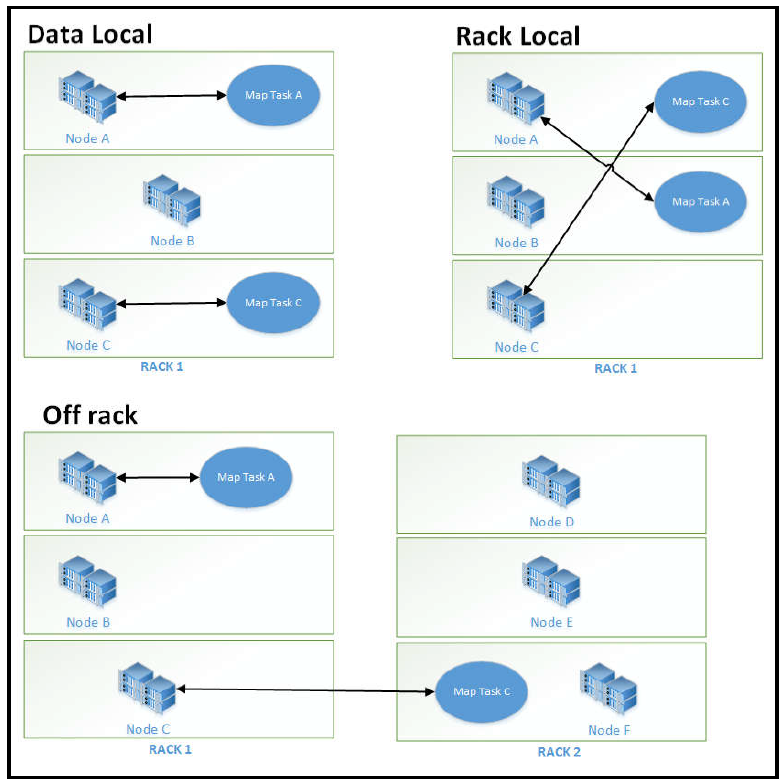 Data Local
Node A
Map Task A
Node B
Node C
Map Task C
RACK 1
Rack Local
Node A
Map Task C
Node B
Map Task A
Node C
RACK 1
Off rack
Node A
Map Task A
Node B
Node C
RACK 1
Node D
Node E
Map Task C
Node F
RACK 2